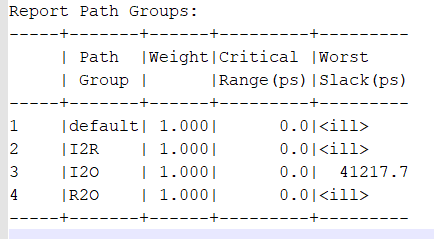 Report Path Groups:
-----+-------+------+---------+---------
     | Path  |Weight|Critical |Worst
     | Group |      |Range(ps)|Slack(ps)
-----+-------+------+---------+---------
1    |default| 1.000|      0.0|<ill>
2    |I2R    | 1.000|      0.0|<ill>
3    |I2O    | 1.000|      0.0|  41217.7
4    |R2O    | 1.000|      0.0|<ill>
-----+-------+------+---------+---------